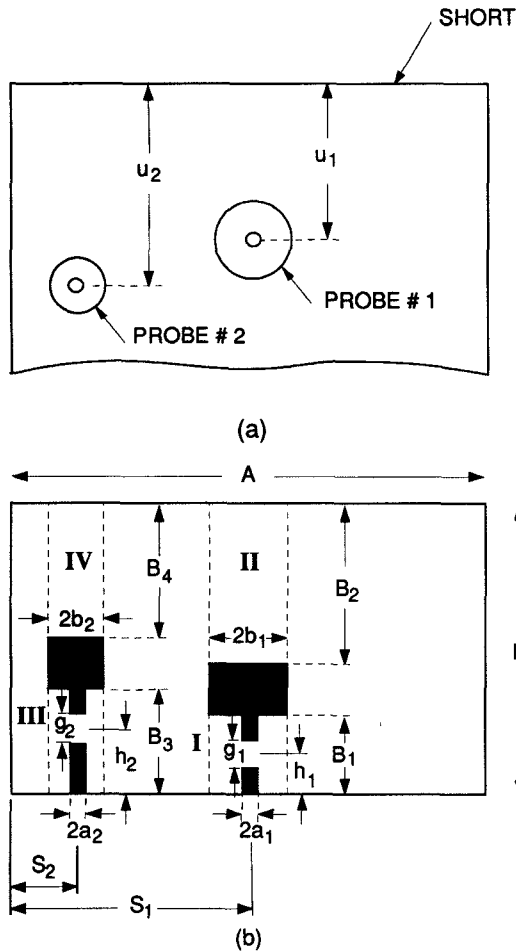 SHORT
u₂
u₁
PROBE # 1
PROBE # 2
(a)
A
IV
II
B₄
B₂
2b₂
2b₁
III
g₂
B₃
I
g₁
B₁
h₂
h₁
2a₂
2a₁
S₂
S₁
(b)